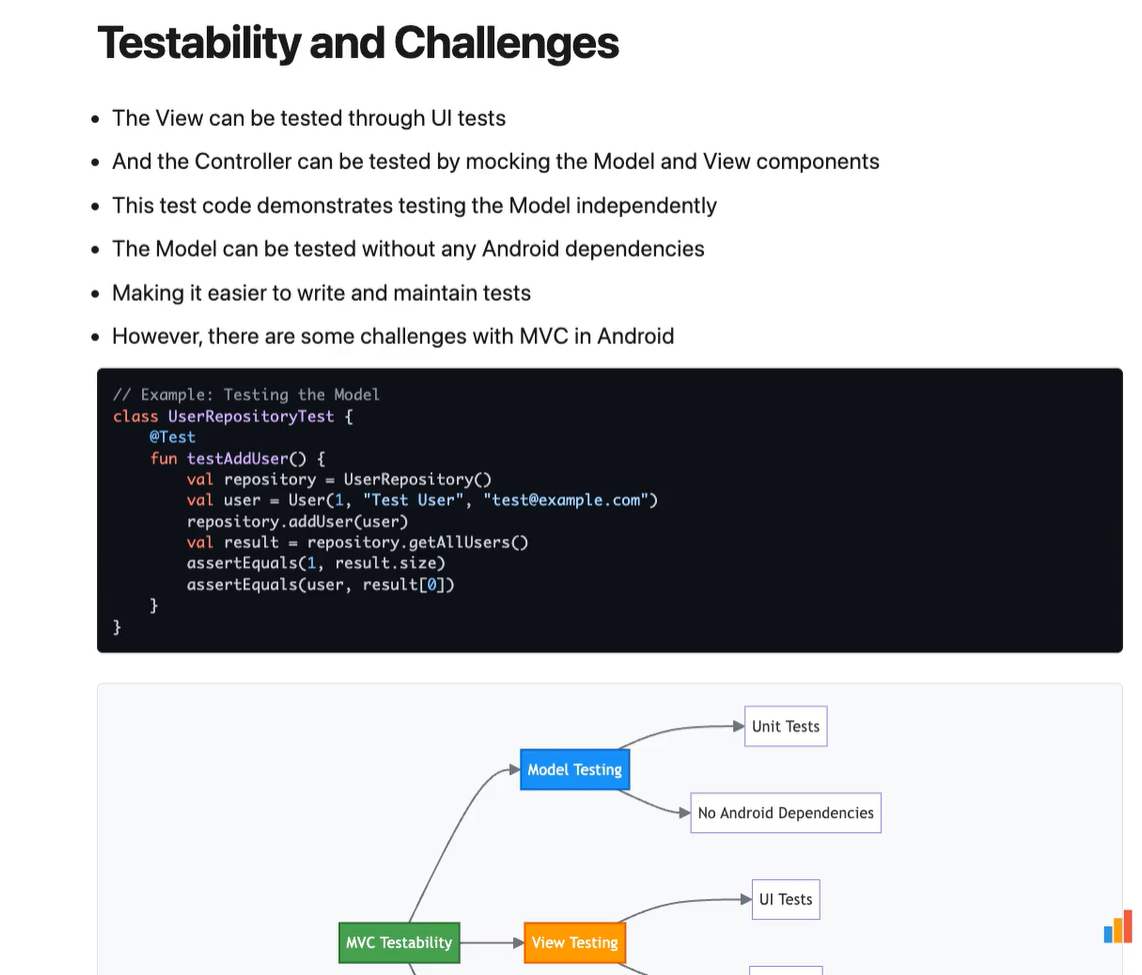 Testability and Challenges
The View can be tested through UI tests
And the Controller can be tested by mocking the Model and View components
This test code demonstrates testing the Model independently
The Model can be tested without any Android dependencies
Making it easier to write and maintain tests
However, there are some challenges with MVC in Android
// Example: Testing the Model
class UserRepositoryTest {
    @Test
    fun testAddUser() {
        val repository = UserRepository()
        val user = User(1, "Test User", "test@example.com")
        repository.addUser(user)
        val result = repository.getAllUsers()
        assertEquals(1, result.size)
        assertEquals(user, result[0])
    }
}
Unit Tests
Model Testing
No Android Dependencies
UI Tests
MVC Testability
View Testing